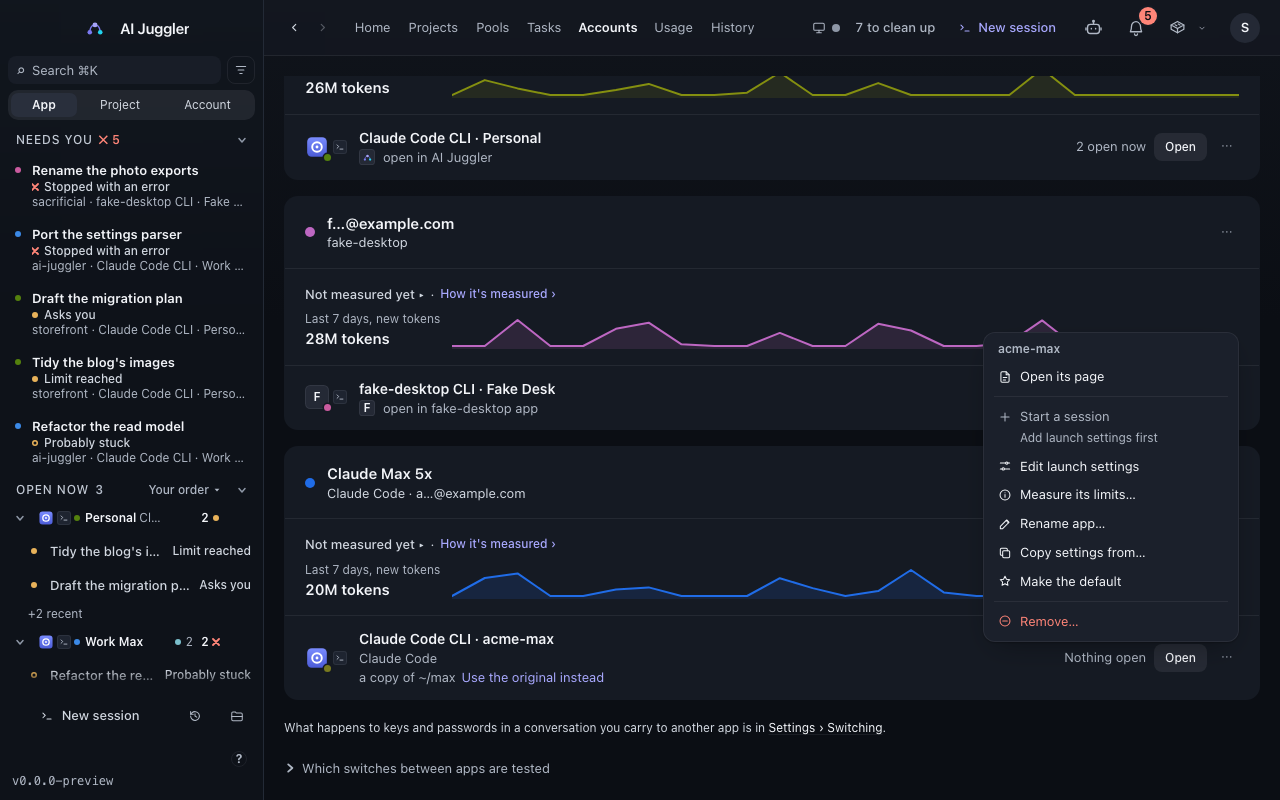 AI Juggler
Search ⌘K
App Project Account
NEEDS YOU 5
Rename the photo exports
Stopped with an error
sacrificial · fake-desktop CLI · Fake ...
Port the settings parser
Stopped with an error
ai-juggler · Claude Code CLI · Work ...
Draft the migration plan
Asks you
storefront · Claude Code CLI · Perso...
Tidy the blog's images
Limit reached
storefront · Claude Code CLI · Perso...
Refactor the read model
Probably stuck
ai-juggler · Claude Code CLI · Work ...
OPEN NOW 3 Your order
Personal Cl... 2
Tidy the blog's i... Limit reached
Draft the migration p... Asks you
+2 recent
Work Max 2 2
Refactor the re... Probably stuck
New session
?
v0.0.0-preview
Home Projects Pools Tasks Accounts Usage History 7 to clean up New session 5 S
26M tokens
Claude Code CLI · Personal
open in AI Juggler
2 open now Open ...
f...@example.com
fake-desktop
...
Not measured yet ▸ · How it's measured ›
Last 7 days, new tokens
28M tokens
F fake-desktop CLI · Fake Desk
F open in fake-desktop app
Claude Max 5x
Claude Code · a...@example.com
Not measured yet ▸ · How it's measured ›
Last 7 days, new tokens
20M tokens
Claude Code CLI · acme-max
Claude Code
a copy of ~/max Use the original instead
Nothing open Open ...
acme-max
Open its page
Start a session
Add launch settings first
Edit launch settings
Measure its limits...
Rename app...
Copy settings from...
Make the default
Remove...
What happens to keys and passwords in a conversation you carry to another app is in Settings › Switching.
Which switches between apps are tested